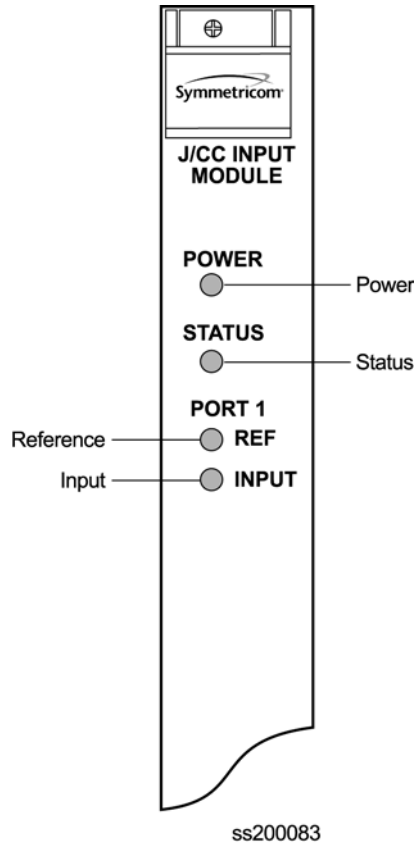 Symmetricom
J/CC INPUT
MODULE
POWER
Power
STATUS
Status
PORT 1
Reference
REF
Input
INPUT
ss200083